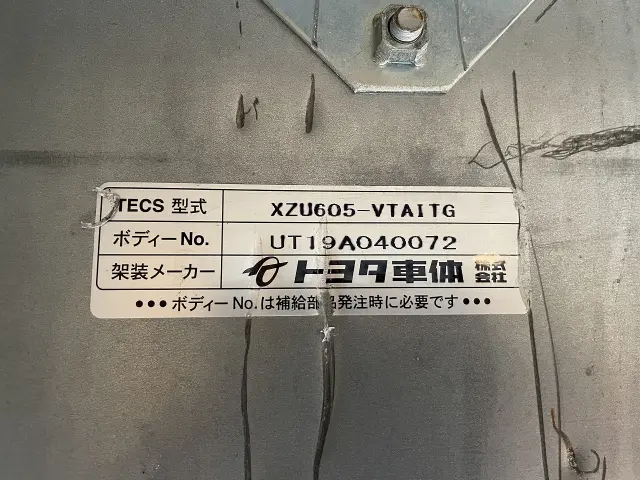 TECS 型式 XZU605-VTAITG
ボディーNo. UT19A040072
架装メーカー トヨタ車体 株式会社
●●●ボディーNo.は補給部品発注時に必要です●●●